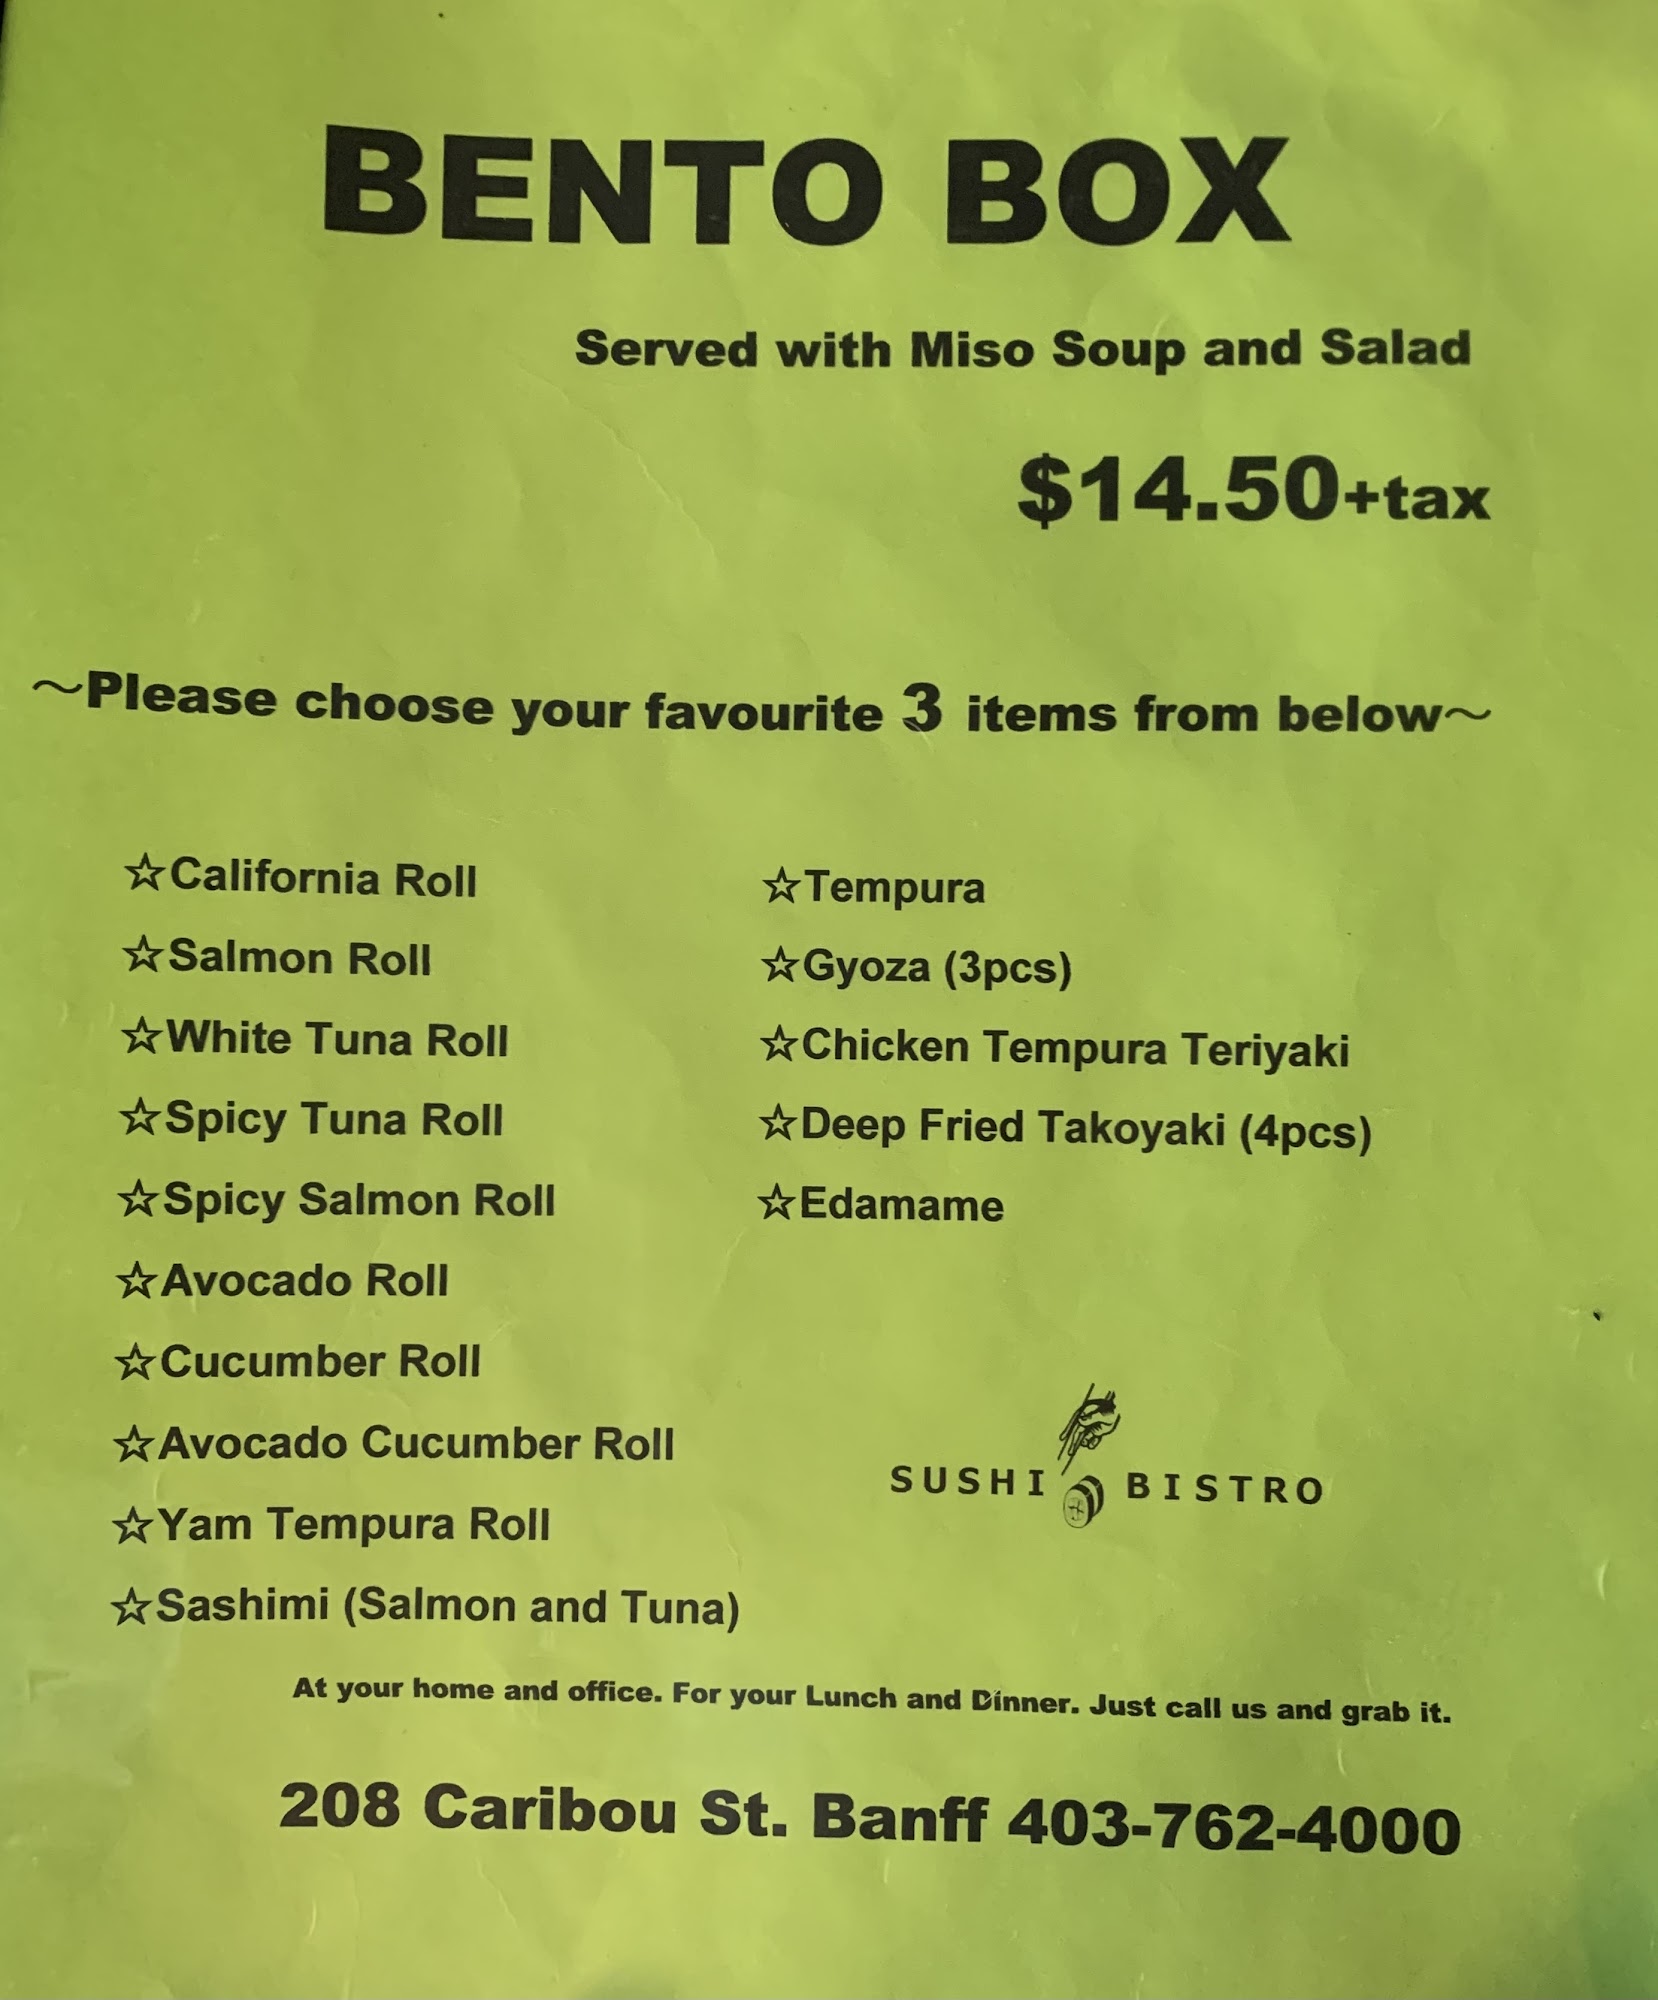 BENTO BOX
Served with Miso Soup and Salad
$14.50+tax
～Please choose your favourite 3 items from below～
☆California Roll
☆Salmon Roll
☆White Tuna Roll
☆Spicy Tuna Roll
☆Spicy Salmon Roll
☆Avocado Roll
☆Cucumber Roll
☆Avocado Cucumber Roll
☆Yam Tempura Roll
☆Sashimi (Salmon and Tuna)
☆Tempura
☆Gyoza (3pcs)
☆Chicken Tempura Teriyaki
☆Deep Fried Takoyaki (4pcs)
☆Edamame
SUSHI BISTRO
At your home and office. For your Lunch and Dinner. Just call us and grab it.
208 Caribou St. Banff 403-762-4000